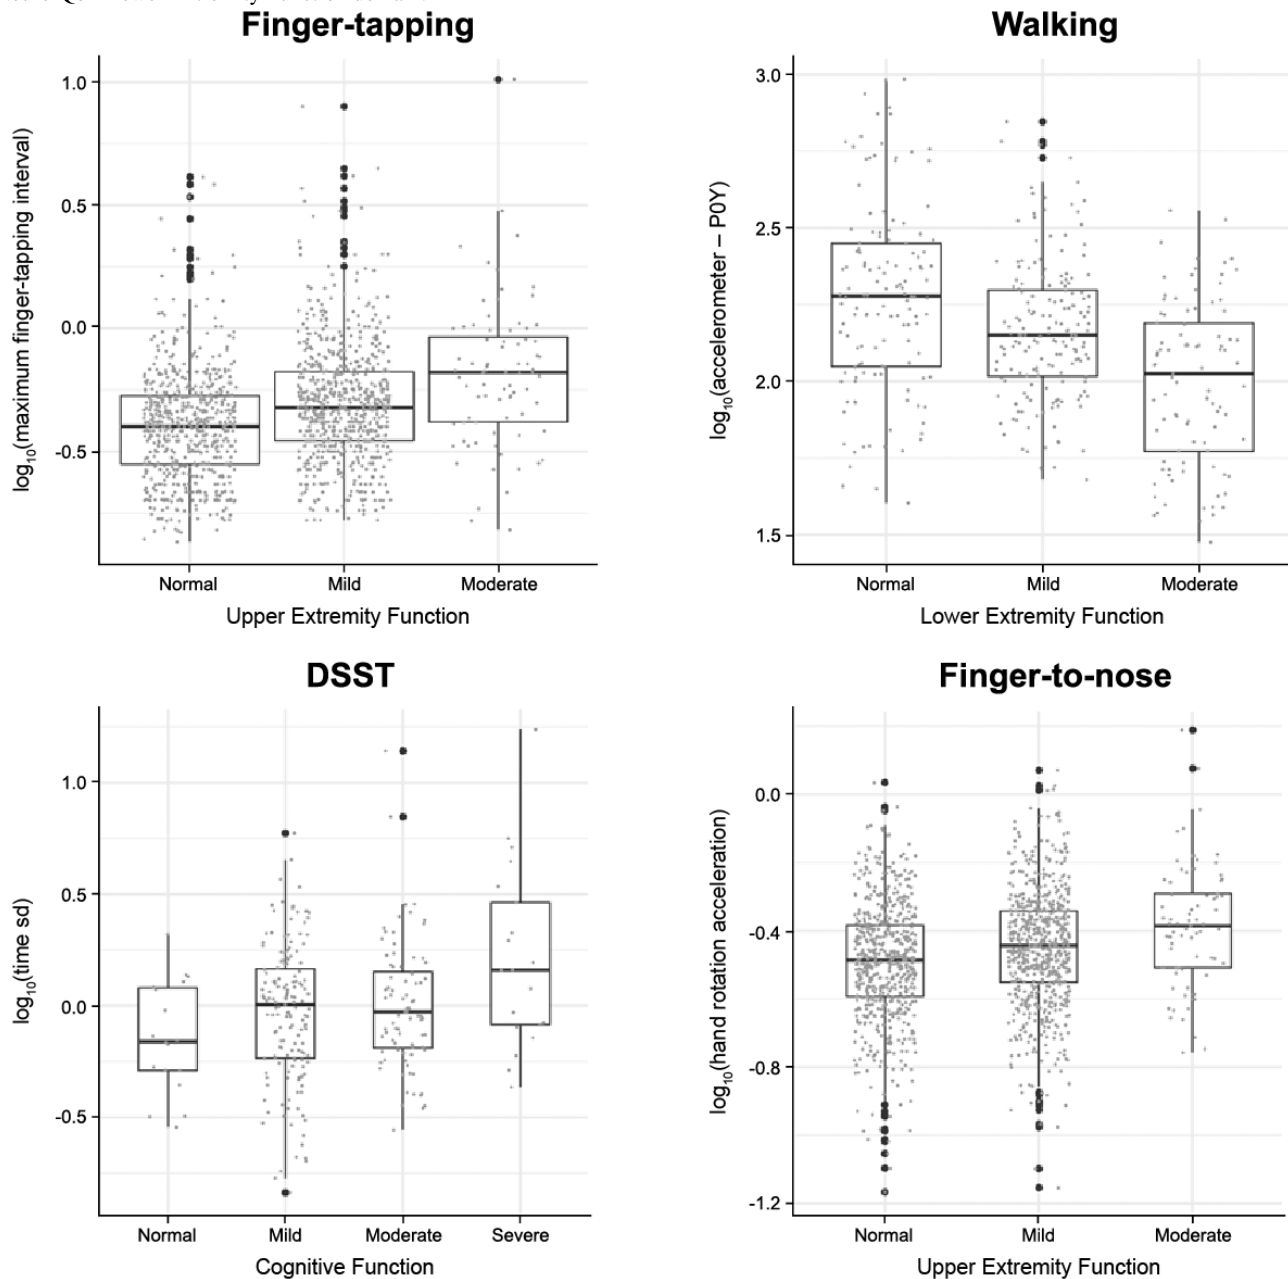 Finger-tapping
log10(maximum finger-tapping interval)
1.0
0.5
0.0
-0.5
Normal Mild Moderate
Upper Extremity Function
Walking
log10(accelerometer – P0Y)
3.0
2.5
2.0
1.5
Normal Mild Moderate
Lower Extremity Function
DSST
log10(time sd)
1.0
0.5
0.0
-0.5
Normal Mild Moderate Severe
Cognitive Function
Finger-to-nose
log10(hand rotation acceleration)
0.0
-0.4
-0.8
-1.2
Normal Mild Moderate
Upper Extremity Function